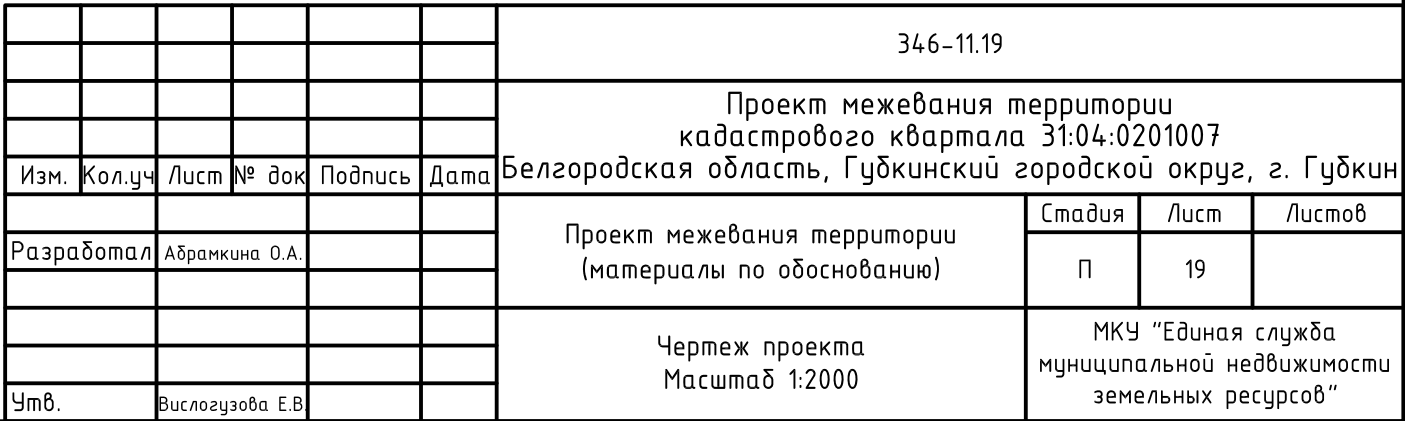 346-11.19
Проект межевания территории
кадастрового квартала 31:04:0201007
Белгородская область, Губкинский городской округ, г. Губкин
Изм. Кол.уч Лист № док Подпись Дата
Проект межевания территории
(материалы по обоснованию)
Стадия Лист Листов
Разработал Абрамкина О.А.
П 19
Чертеж проекта
Масштаб 1:2000
МКУ "Единая служба
муниципальной недвижимости
земельных ресурсов"
Утв. Вислогузова Е.В.